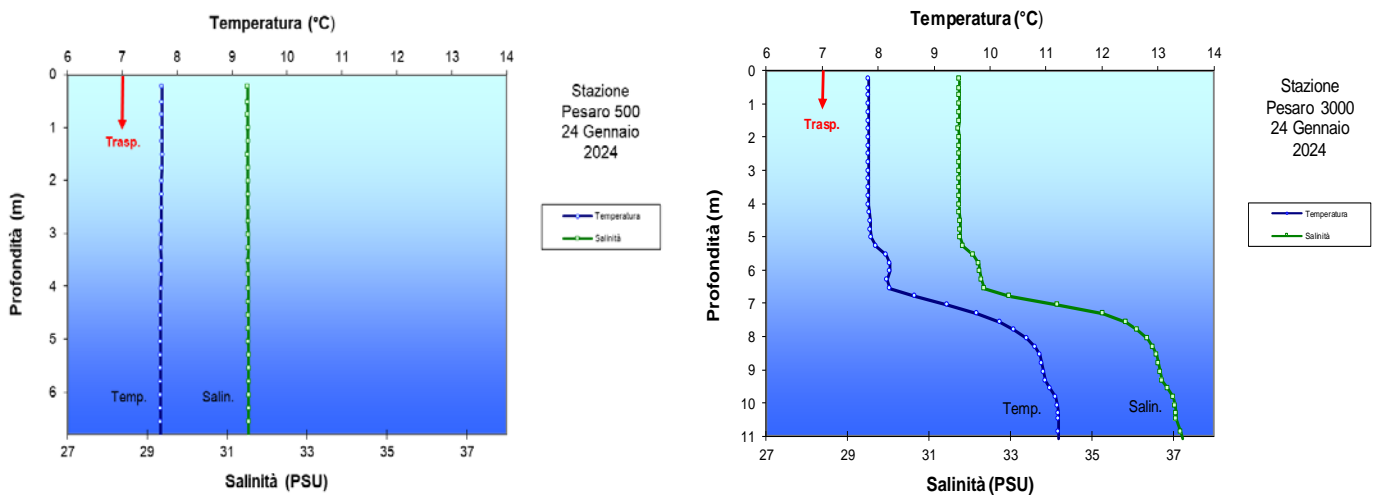 Temperatura (°C)
6 7 8 9 10 11 12 13 14
0
1
2
3
4
5
6
Profondità (m)
Trasp.
Temp. Salin.
27 29 31 33 35 37
Salinità (PSU)
Stazione
Pesaro 500
24 Gennaio
2024
Temperatura
Salinità
Temperatura (°C)
6 7 8 9 10 11 12 13 14
0
1
2
3
4
5
6
7
8
9
10
11
Profondità (m)
Trasp.
Temp. Salin.
27 29 31 33 35 37
Salinità (PSU)
Stazione
Pesaro 3000
24 Gennaio
2024
Temperatura
Salinità